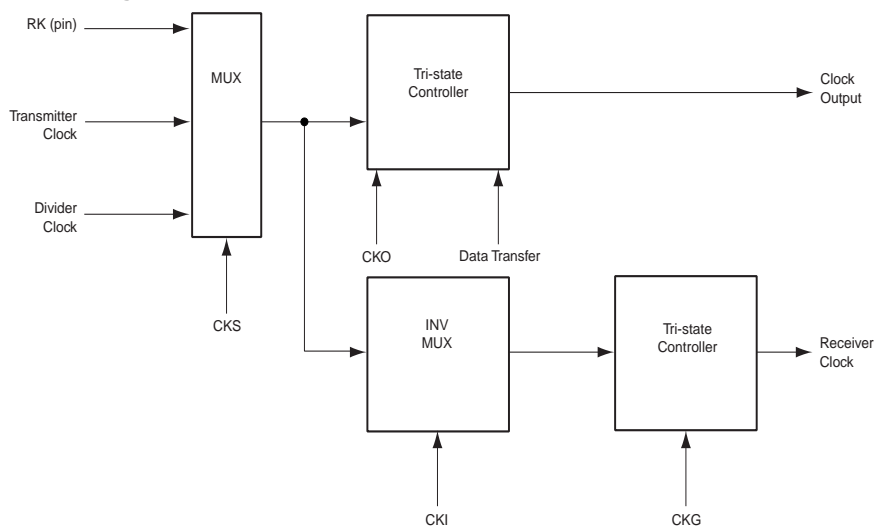 RK (pin)
MUX
Tri-state
Controller
Clock
Output
Transmitter
Clock
Divider
Clock
CKO
Data Transfer
CKS
INV
MUX
Tri-state
Controller
Receiver
Clock
CKI
CKG